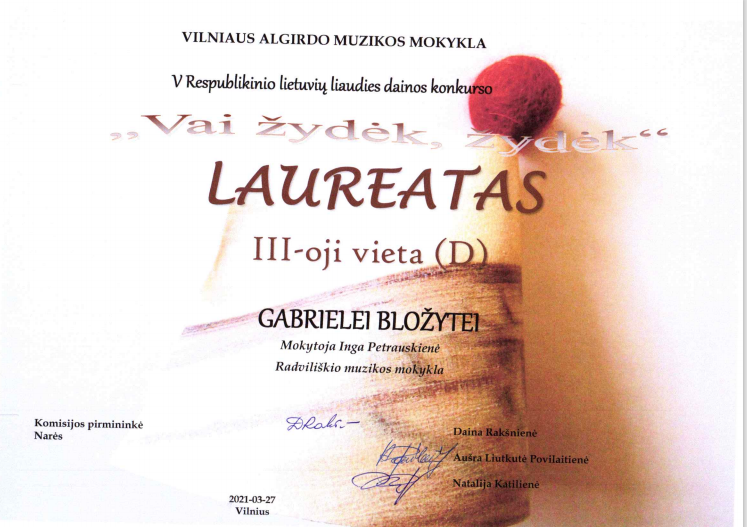 VILNIAUS ALGIRDO MUZIKOS MOKYKLA
V Respublikinio lietuvių liaudies dainos konkurso
„Vai žydėk, žydėk“
LAUREATAS
III-oji vieta (D)
GABRIELEI BLOŽYTEI
Mokytoja Inga Petrauskienė
Radviliškio muzikos mokykla
Komisijos pirmininkė
Narės
Daina Rakšnienė
Aušra Liutkutė Povilaitienė
Natalija Katilienė
2021-03-27
Vilnius